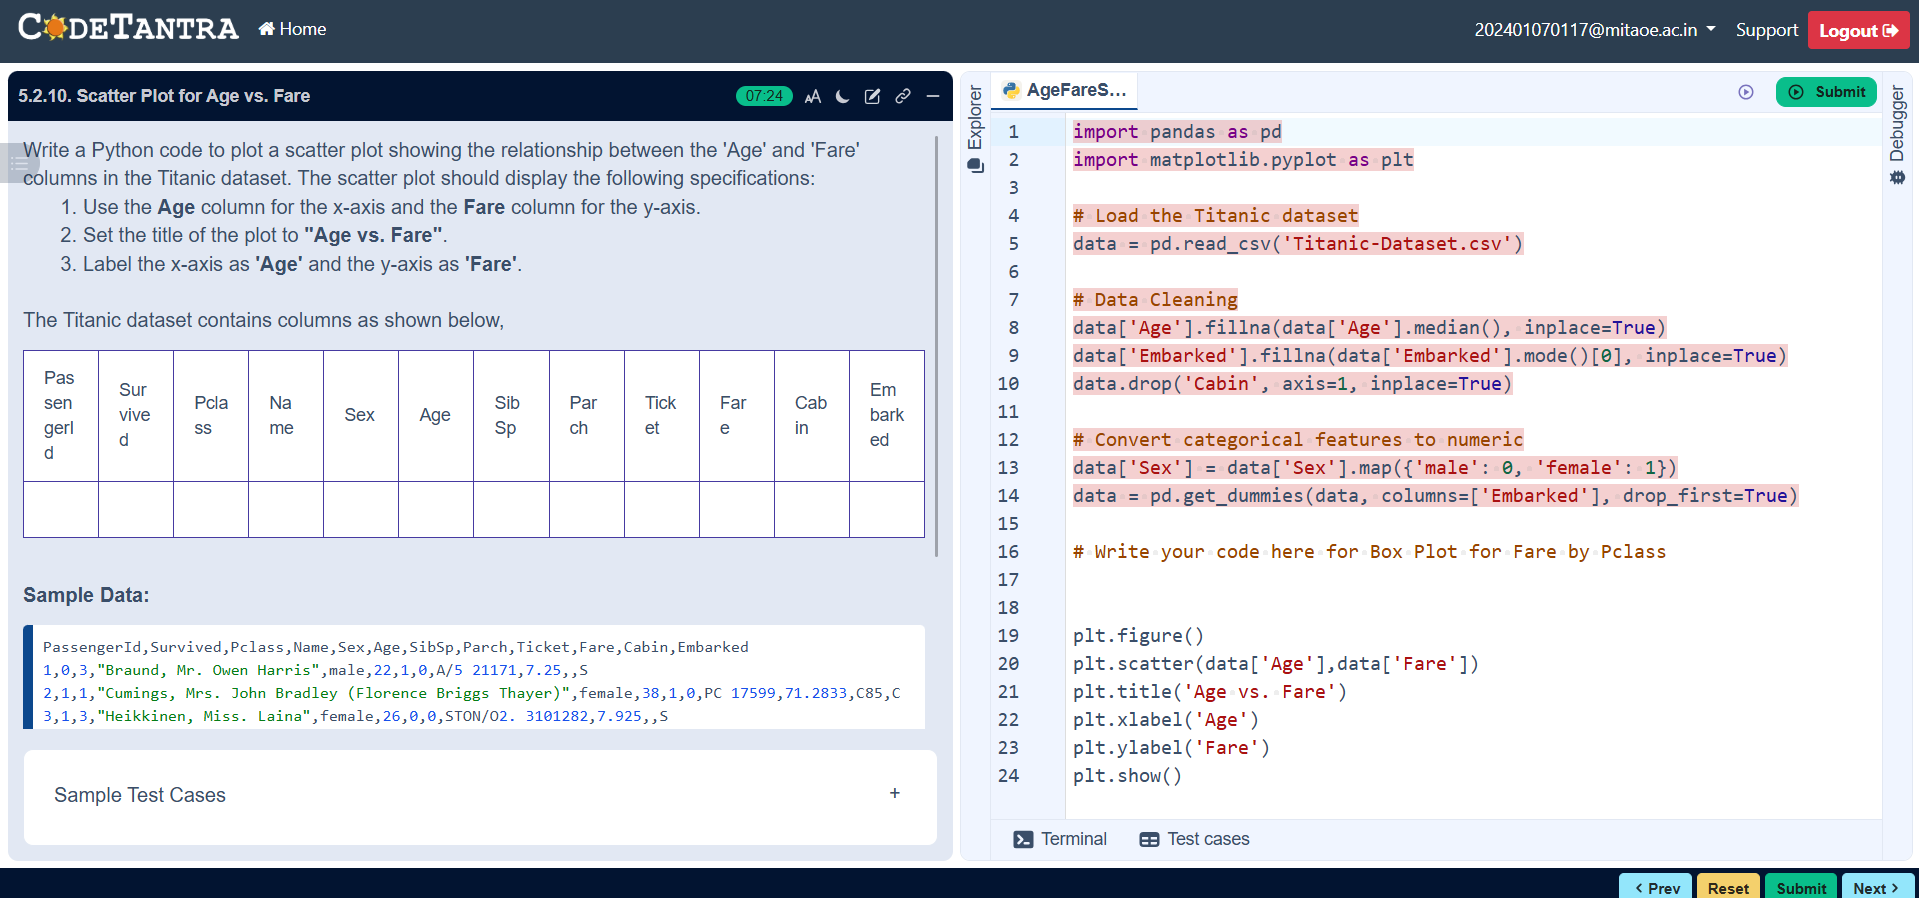 CODETANTRA
Home
202401070117@mitaoe.ac.in
Support
Logout
5.2.10. Scatter Plot for Age vs. Fare
07:24
AA
Write a Python code to plot a scatter plot showing the relationship between the 'Age' and 'Fare'
columns in the Titanic dataset. The scatter plot should display the following specifications:
1. Use the Age column for the x-axis and the Fare column for the y-axis.
2. Set the title of the plot to "Age vs. Fare".
3. Label the x-axis as 'Age' and the y-axis as 'Fare'.
The Titanic dataset contains columns as shown below,
Pas
sen
gerI
d
Sur
vive
d
Pcla
ss
Na
me
Sex
Age
Sib
Sp
Par
ch
Tick
et
Far
e
Cab
in
Em
bark
ed
Sample Data:
PassengerId,Survived,Pclass,Name,Sex,Age,SibSp,Parch,Ticket,Fare,Cabin,Embarked
1,0,3,"Braund, Mr. Owen Harris",male,22,1,0,A/5 21171,7.25,,S
2,1,1,"Cumings, Mrs. John Bradley (Florence Briggs Thayer)",female,38,1,0,PC 17599,71.2833,C85,C
3,1,3,"Heikkinen, Miss. Laina",female,26,0,0,STON/O2. 3101282,7.925,,S
Sample Test Cases
+
Explorer
AgeFareS...
Submit
Debugger
1 import pandas as pd
2 import matplotlib.pyplot as plt
3
4 # Load the Titanic dataset
5 data = pd.read_csv('Titanic-Dataset.csv')
6
7 # Data Cleaning
8 data['Age'].fillna(data['Age'].median(), inplace=True)
9 data['Embarked'].fillna(data['Embarked'].mode()[0], inplace=True)
10 data.drop('Cabin', axis=1, inplace=True)
11
12 # Convert categorical features to numeric
13 data['Sex'] = data['Sex'].map({'male': 0, 'female': 1})
14 data = pd.get_dummies(data, columns=['Embarked'], drop_first=True)
15
16 # Write your code here for Box Plot for Fare by Pclass
17
18
19 plt.figure()
20 plt.scatter(data['Age'],data['Fare'])
21 plt.title('Age vs. Fare')
22 plt.xlabel('Age')
23 plt.ylabel('Fare')
24 plt.show()
Terminal
Test cases
< Prev
Reset
Submit
Next >